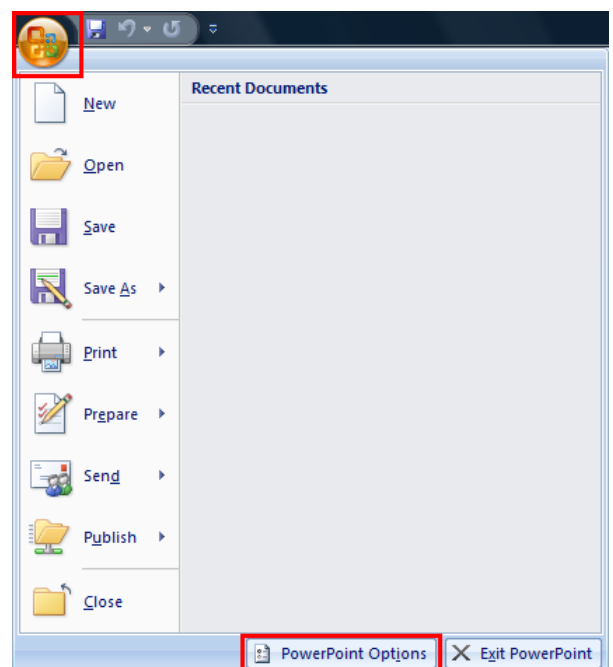 Recent Documents
New
Open
Save
Save As
Print
Prepare
Send
Publish
Close
PowerPoint Options
Exit PowerPoint